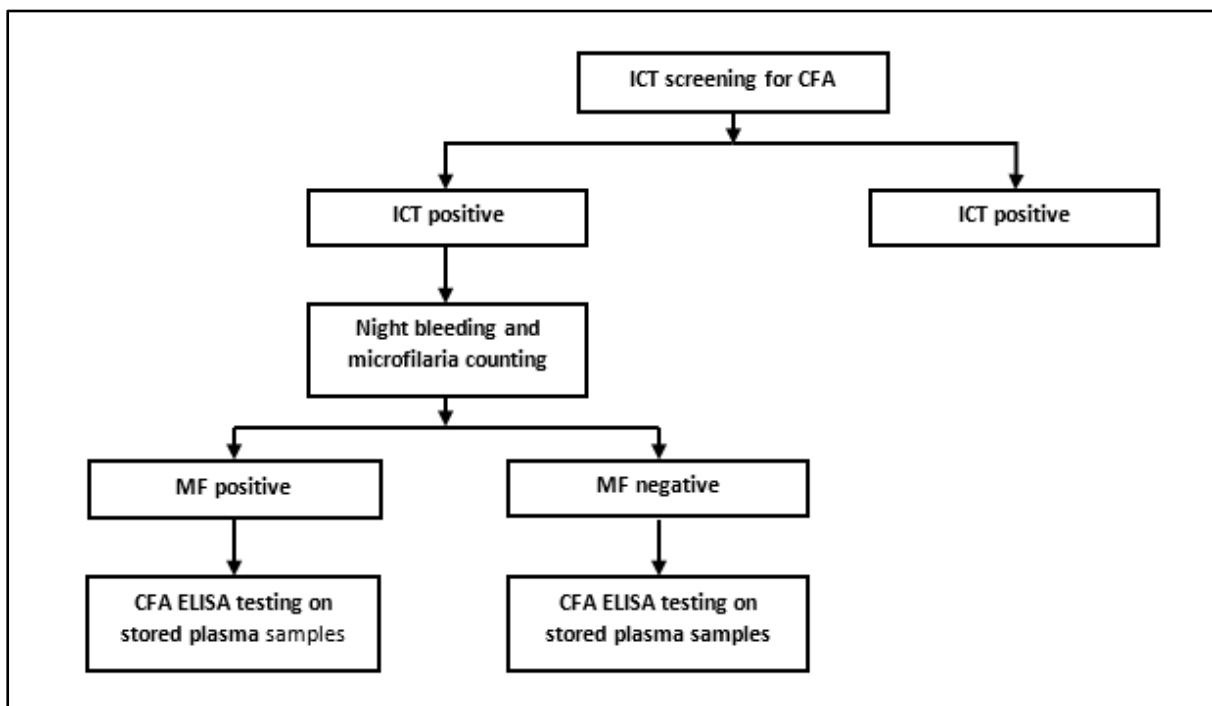 ICT screening for CFA
ICT positive
ICT positive
Night bleeding and
microfilaria counting
MF positive
MF negative
CFA ELISA testing on
stored plasma samples
CFA ELISA testing on
stored plasma samples